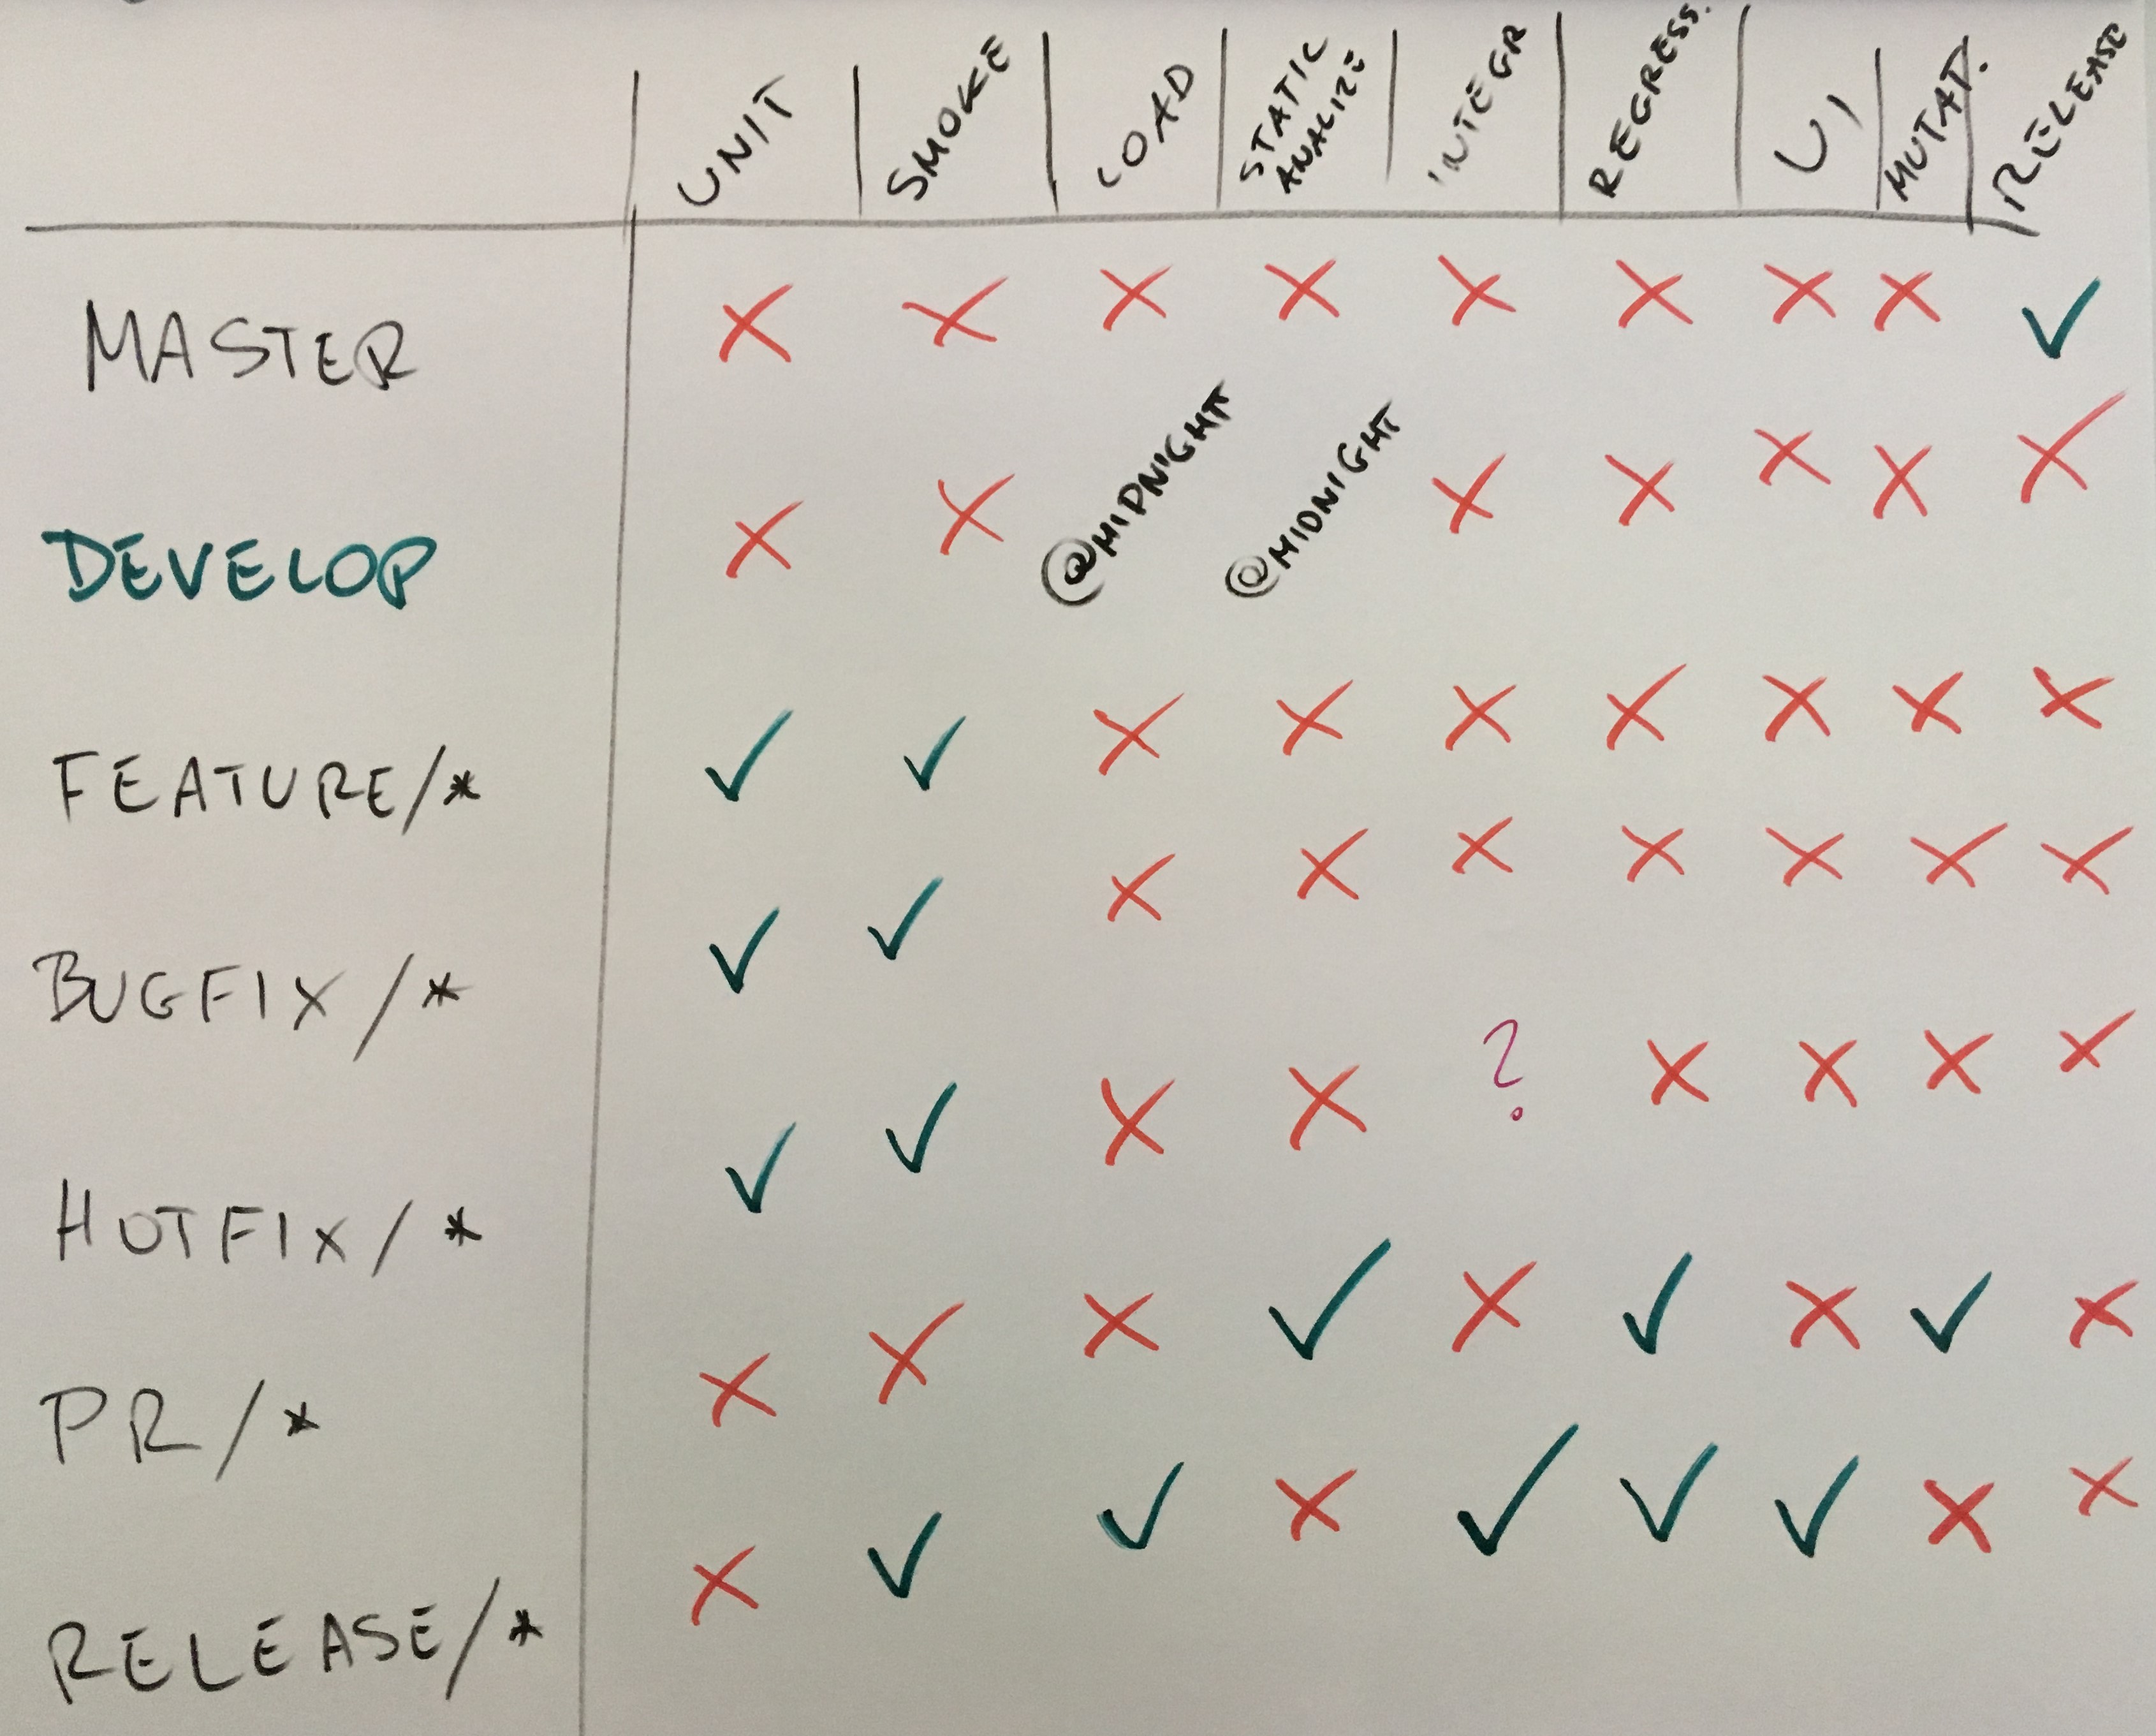 UNIT SMOKE LOAD STATIC ANALIZE INTEGR REGRESS. UI MUTAT. RELEASE
MASTER ✗ ✗ ✗ ✗ ✗ ✗ ✗ ✗ ✓
DEVELOP ✗ ✗ @MIDNIGHT @MIDNIGHT ✗ ✗ ✗ ✗ ✗
FEATURE/* ✓ ✓ ✗ ✗ ✗ ✗ ✗ ✗ ✗
BUGFIX/* ✓ ✓ ✗ ✗ ✗ ✗ ✗ ✗ ✗
HOTFIX/* ✓ ✓ ✗ ✗ ? ✗ ✗ ✗ ✗
PR/* ✗ ✗ ✗ ✓ ✗ ✓ ✗ ✓ ✗
RELEASE/* ✗ ✓ ✓ ✗ ✓ ✓ ✓ ✗ ✗